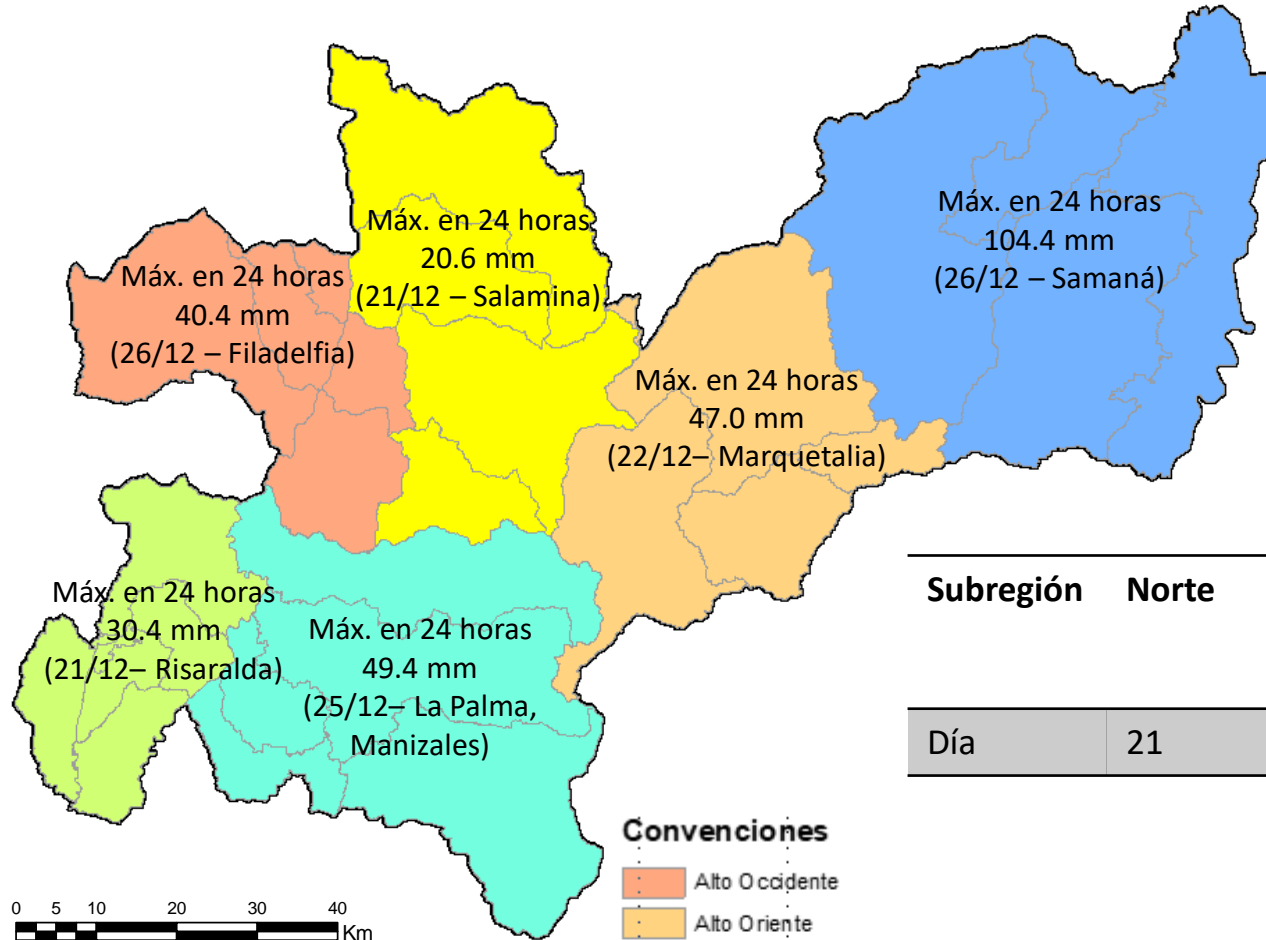 Máx. en 24 horas
20.6 mm
(21/12 – Salamina)
Máx. en 24 horas
104.4 mm
(26/12 – Samaná)
Máx. en 24 horas
40.4 mm
(26/12 – Filadelfia)
Máx. en 24 horas
47.0 mm
(22/12– Marquetalia)
Máx. en 24 horas
30.4 mm
(21/12– Risaralda)
Máx. en 24 horas
49.4 mm
(25/12– La Palma,
Manizales)
Subregión Norte
Día 21
Convenciones
Alto Occidente
Alto Oriente
0 5 10 20 30 40
Km